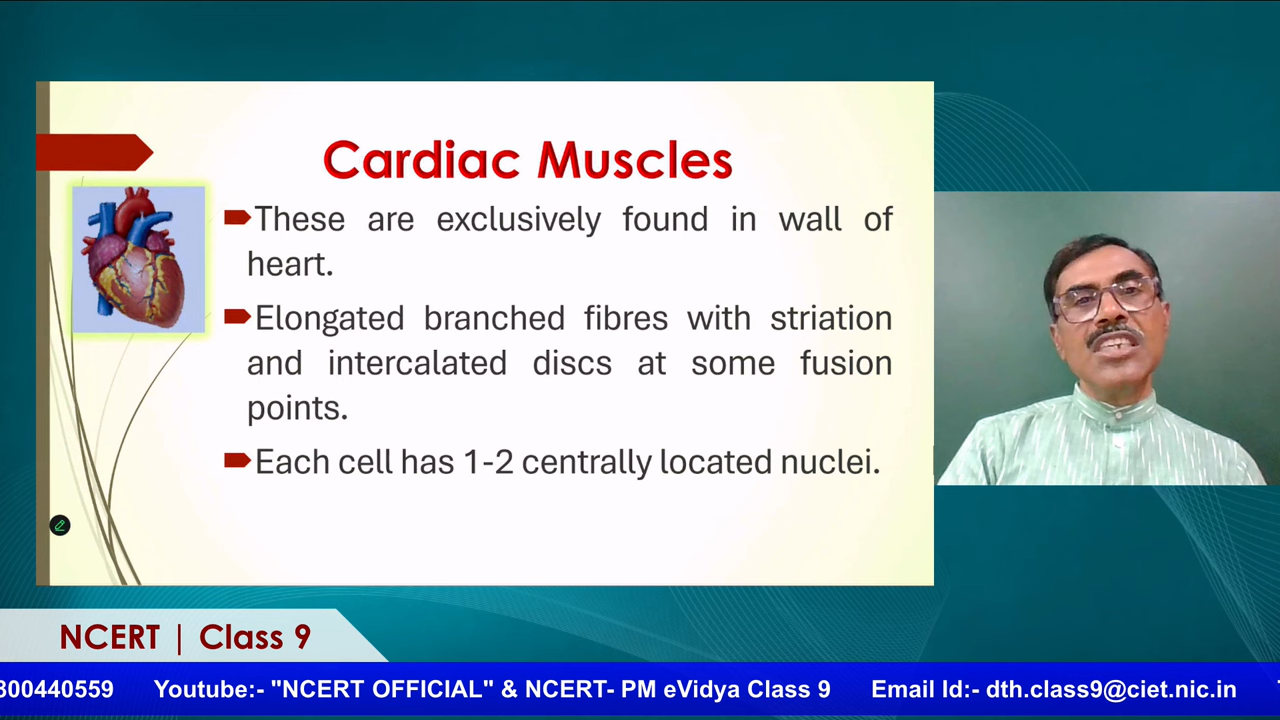 Cardiac Muscles
These are exclusively found in wall of
heart.
Elongated branched fibres with striation
and intercalated discs at some fusion
points.
Each cell has 1-2 centrally located nuclei.
NCERT | Class 9
800440559 Youtube:- "NCERT OFFICIAL" & NCERT- PM eVidya Class 9 Email Id:- dth.class9@ciet.nic.in